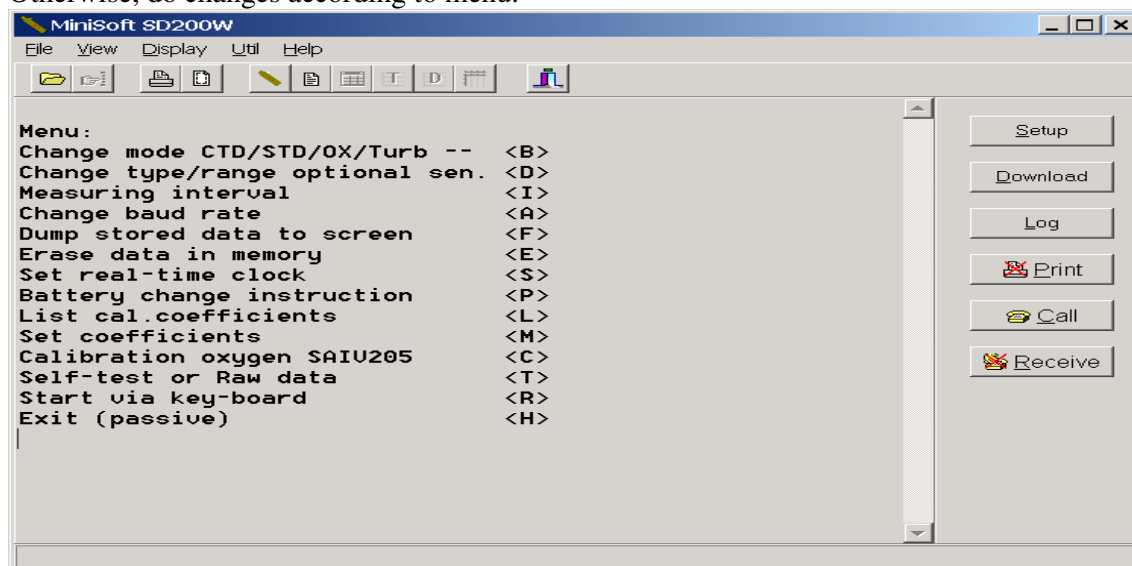 Otherwise, do changes according to menu.
MiniSoft SD200W
File View Display Util Help
T D
Menu:
Change mode CTD/STD/OX/Turb -- <B>
Change type/range optional sen. <D>
Measuring interval <I>
Change baud rate <A>
Dump stored data to screen <F>
Erase data in memory <E>
Set real-time clock <S>
Battery change instruction <P>
List cal.coefficients <L>
Set coefficients <M>
Calibration oxygen SAIV205 <C>
Self-test or Raw data <T>
Start via key-board <R>
Exit (passive) <H>
Setup
Download
Log
Print
Call
Receive